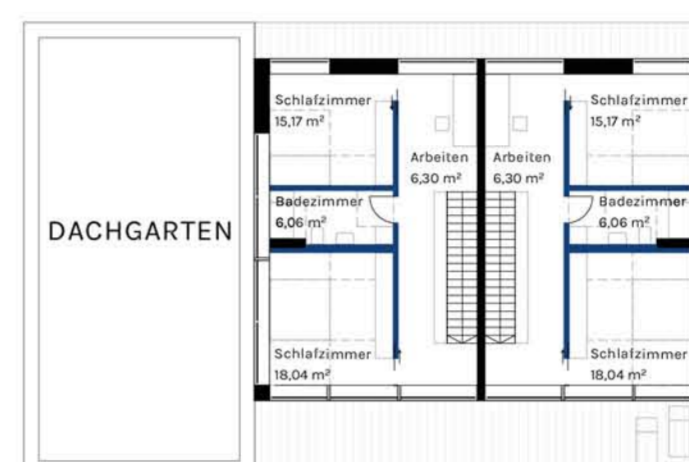 Schlafzimmer
15,17 m²
Schlafzimmer
15,17 m²
Arbeiten
6,30 m²
Arbeiten
6,30 m²
Badezimmer
6,06 m²
Badezimmer
6,06 m²
DACHGARTEN
Schlafzimmer
18,04 m²
Schlafzimmer
18,04 m²